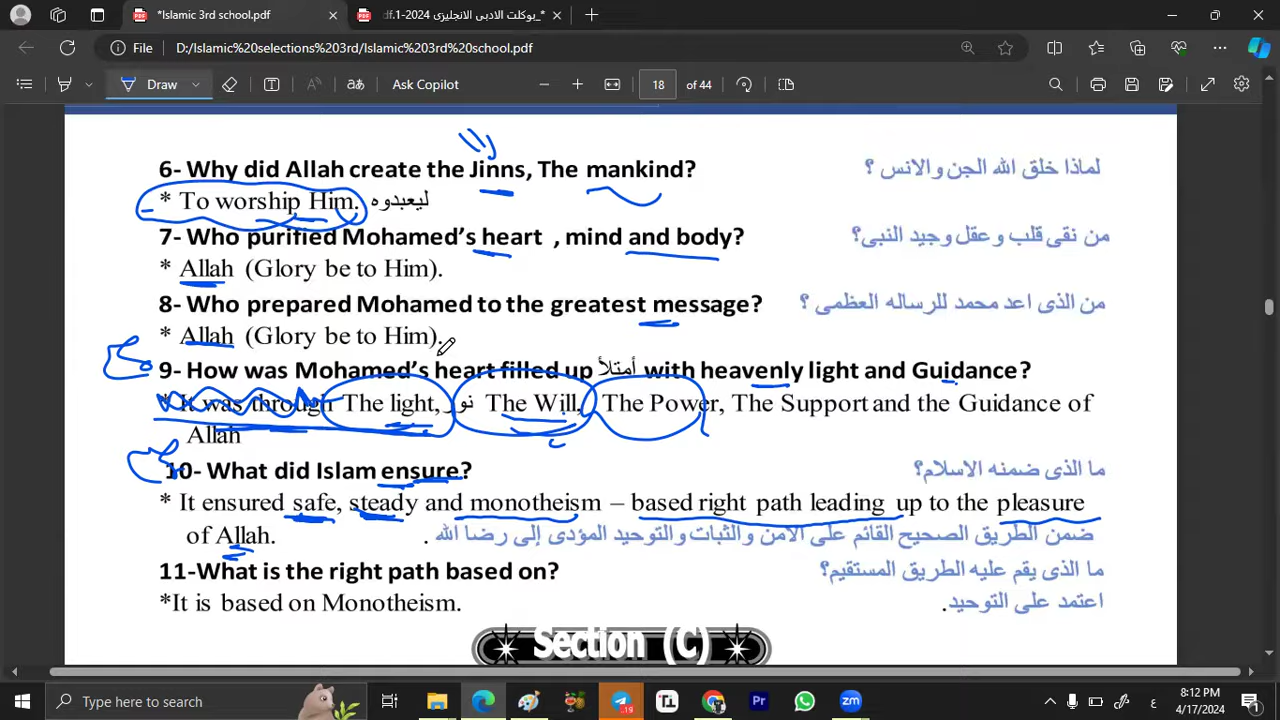 *Islamic 3rd school.pdf
بوكلت الادبى الانجليزى 2024-1.pdf_*
File D:/Islamic%20selections%203rd/Islamic%203rd%20school.pdf
Draw Ask Copilot 18 of 44
6- Why did Allah create the Jinns, The mankind? لماذا خلق الله الجن والانس ؟
* To worship Him. ليعبدوه
7- Who purified Mohamed's heart , mind and body? من نقى قلب وعقل وجيد النبى؟
* Allah (Glory be to Him).
8- Who prepared Mohamed to the greatest message? من الذى اعد محمد للرساله العظمى ؟
* Allah (Glory be to Him).
9- How was Mohamed's heart filled up أمتلأ with heavenly light and Guidance?
* It was through The light, نور The Will, The Power, The Support and the Guidance of
Allah
10- What did Islam ensure? ما الذى ضمنه الاسلام؟
* It ensured safe, steady and monotheism – based right path leading up to the pleasure
of Allah. ضمن الطريق الصحيح القائم على الأمن والثبات والتوحيد المؤدى إلى رضا الله .
11-What is the right path based on? ما الذى يقم عليه الطريق المستقيم؟
*It is based on Monotheism. اعتمد على التوحيد.
Section (C)
Type here to search
8:12 PM
4/17/2024